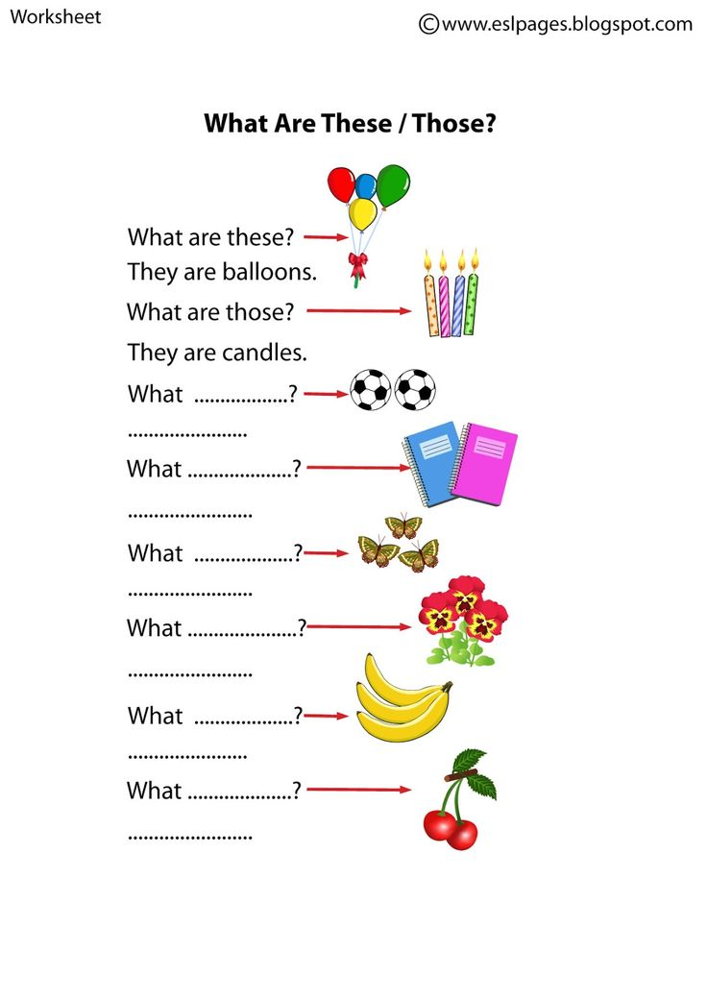 Worksheet
©www.eslpages.blogspot.com
What Are These / Those?
What are these?
They are balloons.
What are those?
They are candles.
What ..................?
.......................
What ....................?
........................
What ...................?
........................
What .....................?
........................
What ...................?
.......................
What ....................?
........................